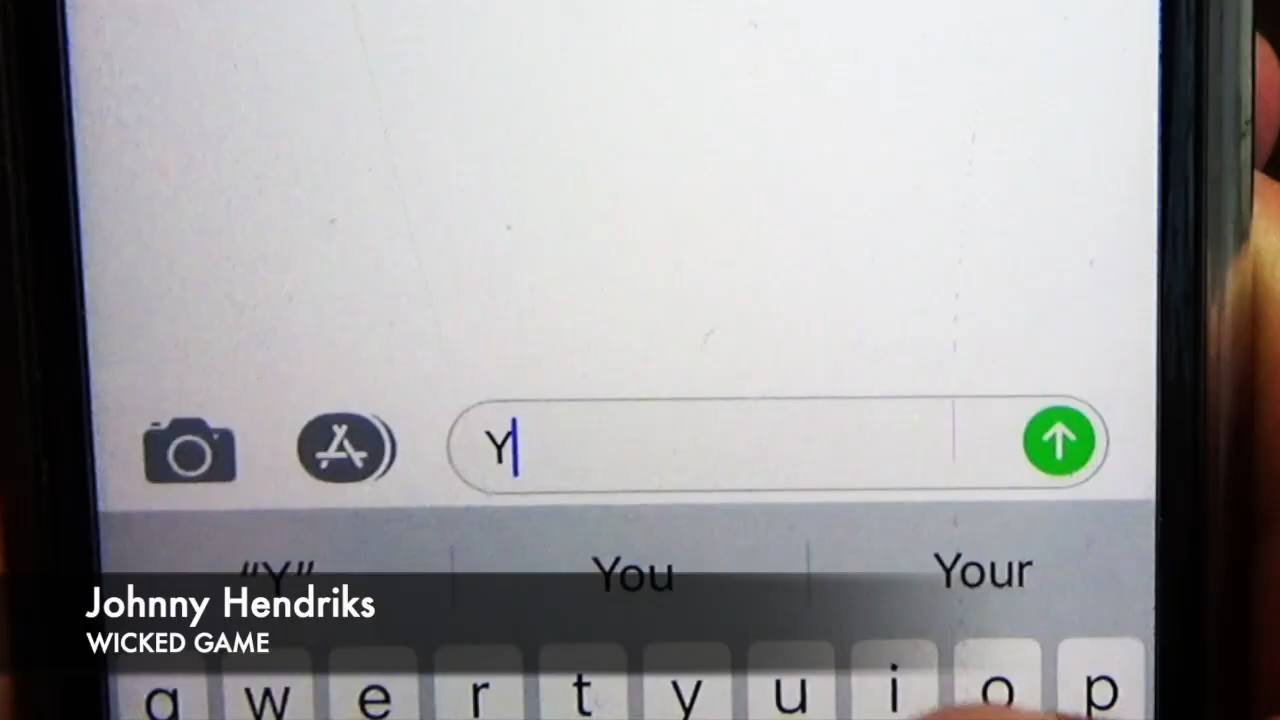 Y
“Y” You Your
Johnny Hendriks
WICKED GAME
q w e r t y u i o p